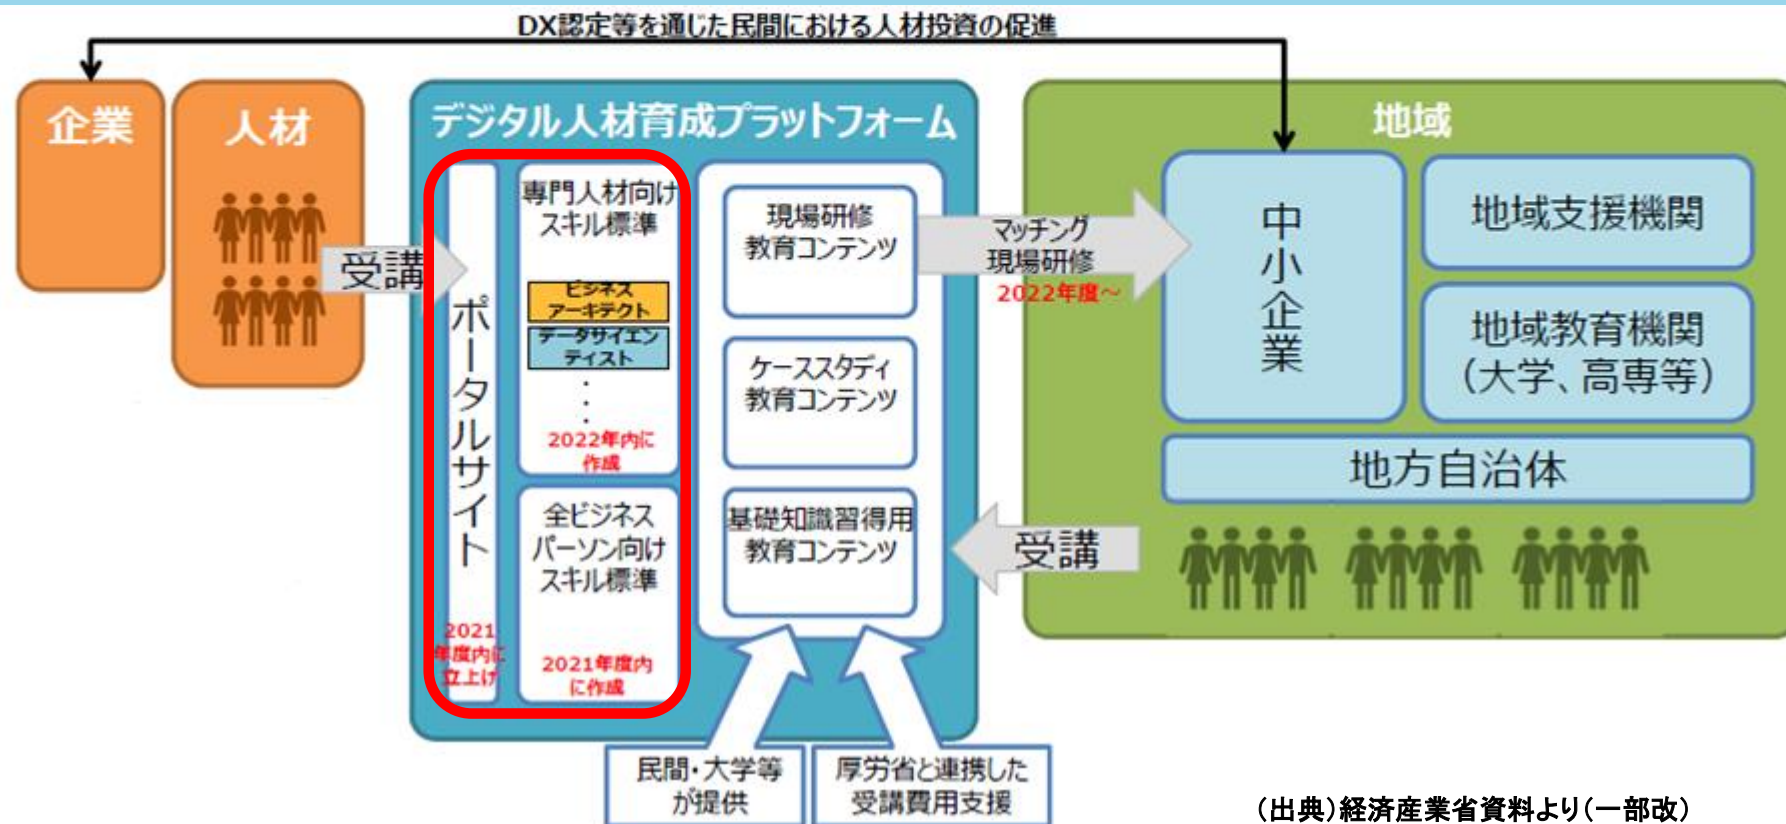 DX認定等を通じた民間における人材投資の促進
企業
人材
受講
デジタル人材育成プラットフォーム
ポータルサイト
2021
年度内に
立上げ
専門人材向け
スキル標準
ビジネス
アーキテクト
データサイエン
ティスト
・
・
・
2022年内に
作成
全ビジネス
パーソン向け
スキル標準
2021年度内
に作成
現場研修
教育コンテンツ
ケーススタディ
教育コンテンツ
基礎知識習得用
教育コンテンツ
マッチング
現場研修
2022年度～
受講
地域
中小企業
地域支援機関
地域教育機関
（大学、高専等）
地方自治体
民間・大学等
が提供
厚労省と連携した
受講費用支援
（出典）経済産業省資料より（一部改）